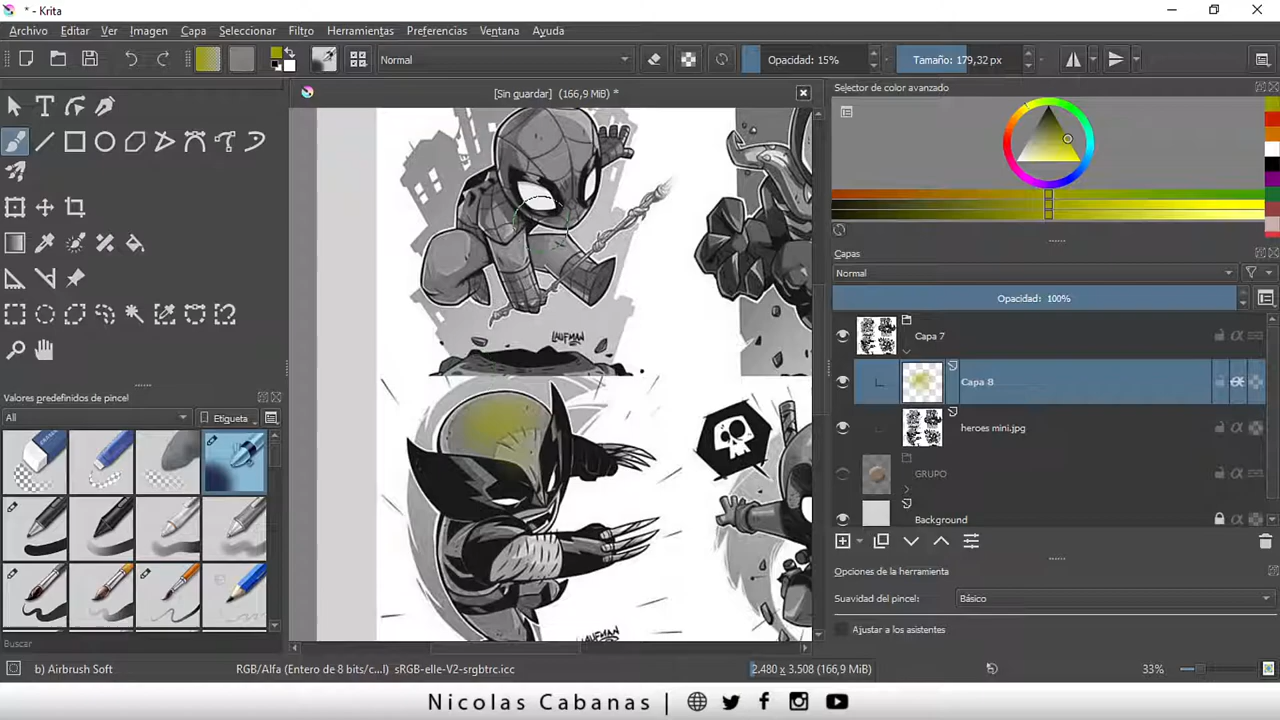 * - Krita
Archivo Editar Ver Imagen Capa Seleccionar Filtro Herramientas Preferencias Ventana Ayuda
Normal
Opacidad: 15%
Tamaño: 179,32 px
[Sin guardar] (166,9 MiB) *
Selector de color avanzado
Capas
Normal
Opacidad: 100%
Capa 7
Capa 8
heroes mini.jpg
GRUPO
Background
LAUFMAN
LAUFMAN
Valores predefinidos de pincel
All
Etiqueta
Buscar
Opciones de la herramienta
Suavidad del pincel:
Básico
Ajustar a los asistentes
b) Airbrush Soft
RGB/Alfa (Entero de 8 bits/c...l) sRGB-elle-V2-srgbtrc.icc
2.480 x 3.508 (166,9 MiB)
33%
Nicolas Cabanas |